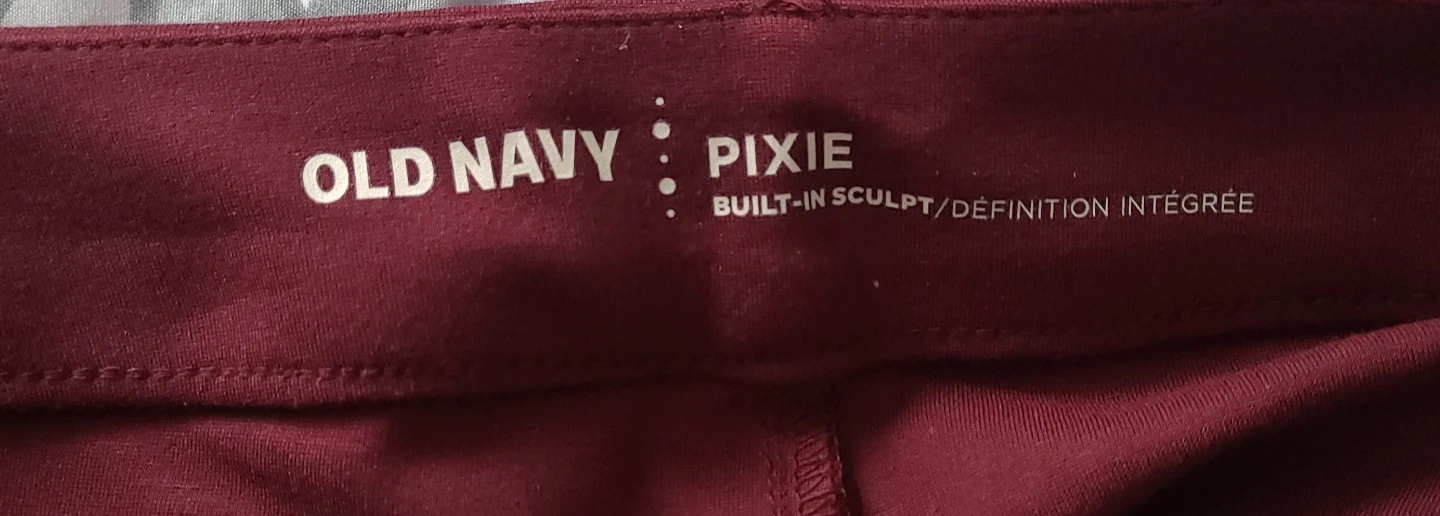 OLD NAVY
PIXIE
BUILT-IN SCULPT/DÉFINITION INTÉGRÉE